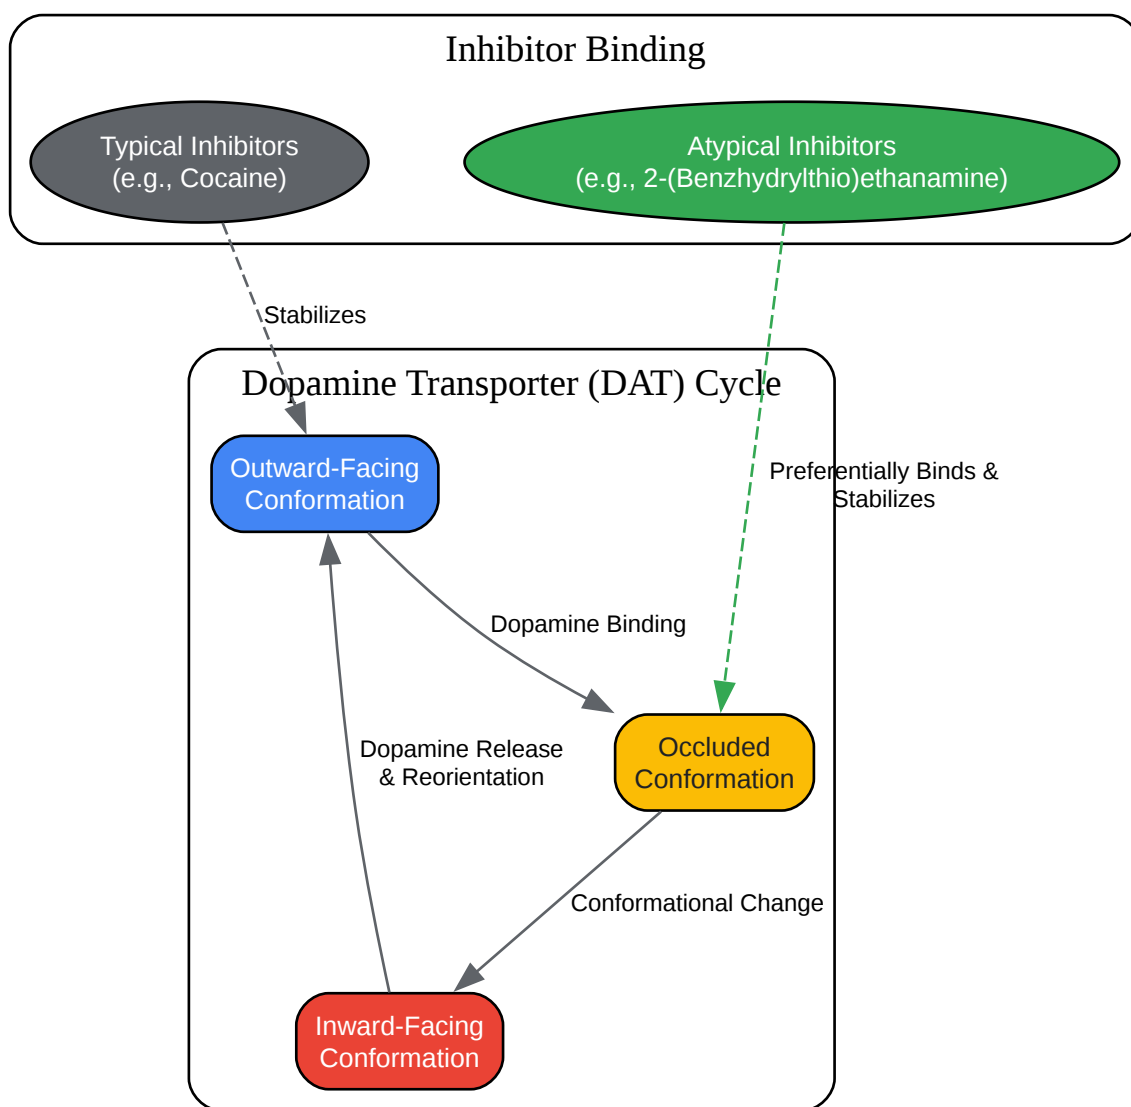 Inhibitor Binding
Typical Inhibitors
(e.g., Cocaine)
Atypical Inhibitors
(e.g., 2-(Benzhydrylthio)ethanamine)
Stabilizes
Dopamine Transporter (DAT) Cycle
Outward-Facing
Conformation
Preferentially Binds &
Stabilizes
Dopamine Binding
Dopamine Release
& Reorientation
Occluded
Conformation
Conformational Change
Inward-Facing
Conformation